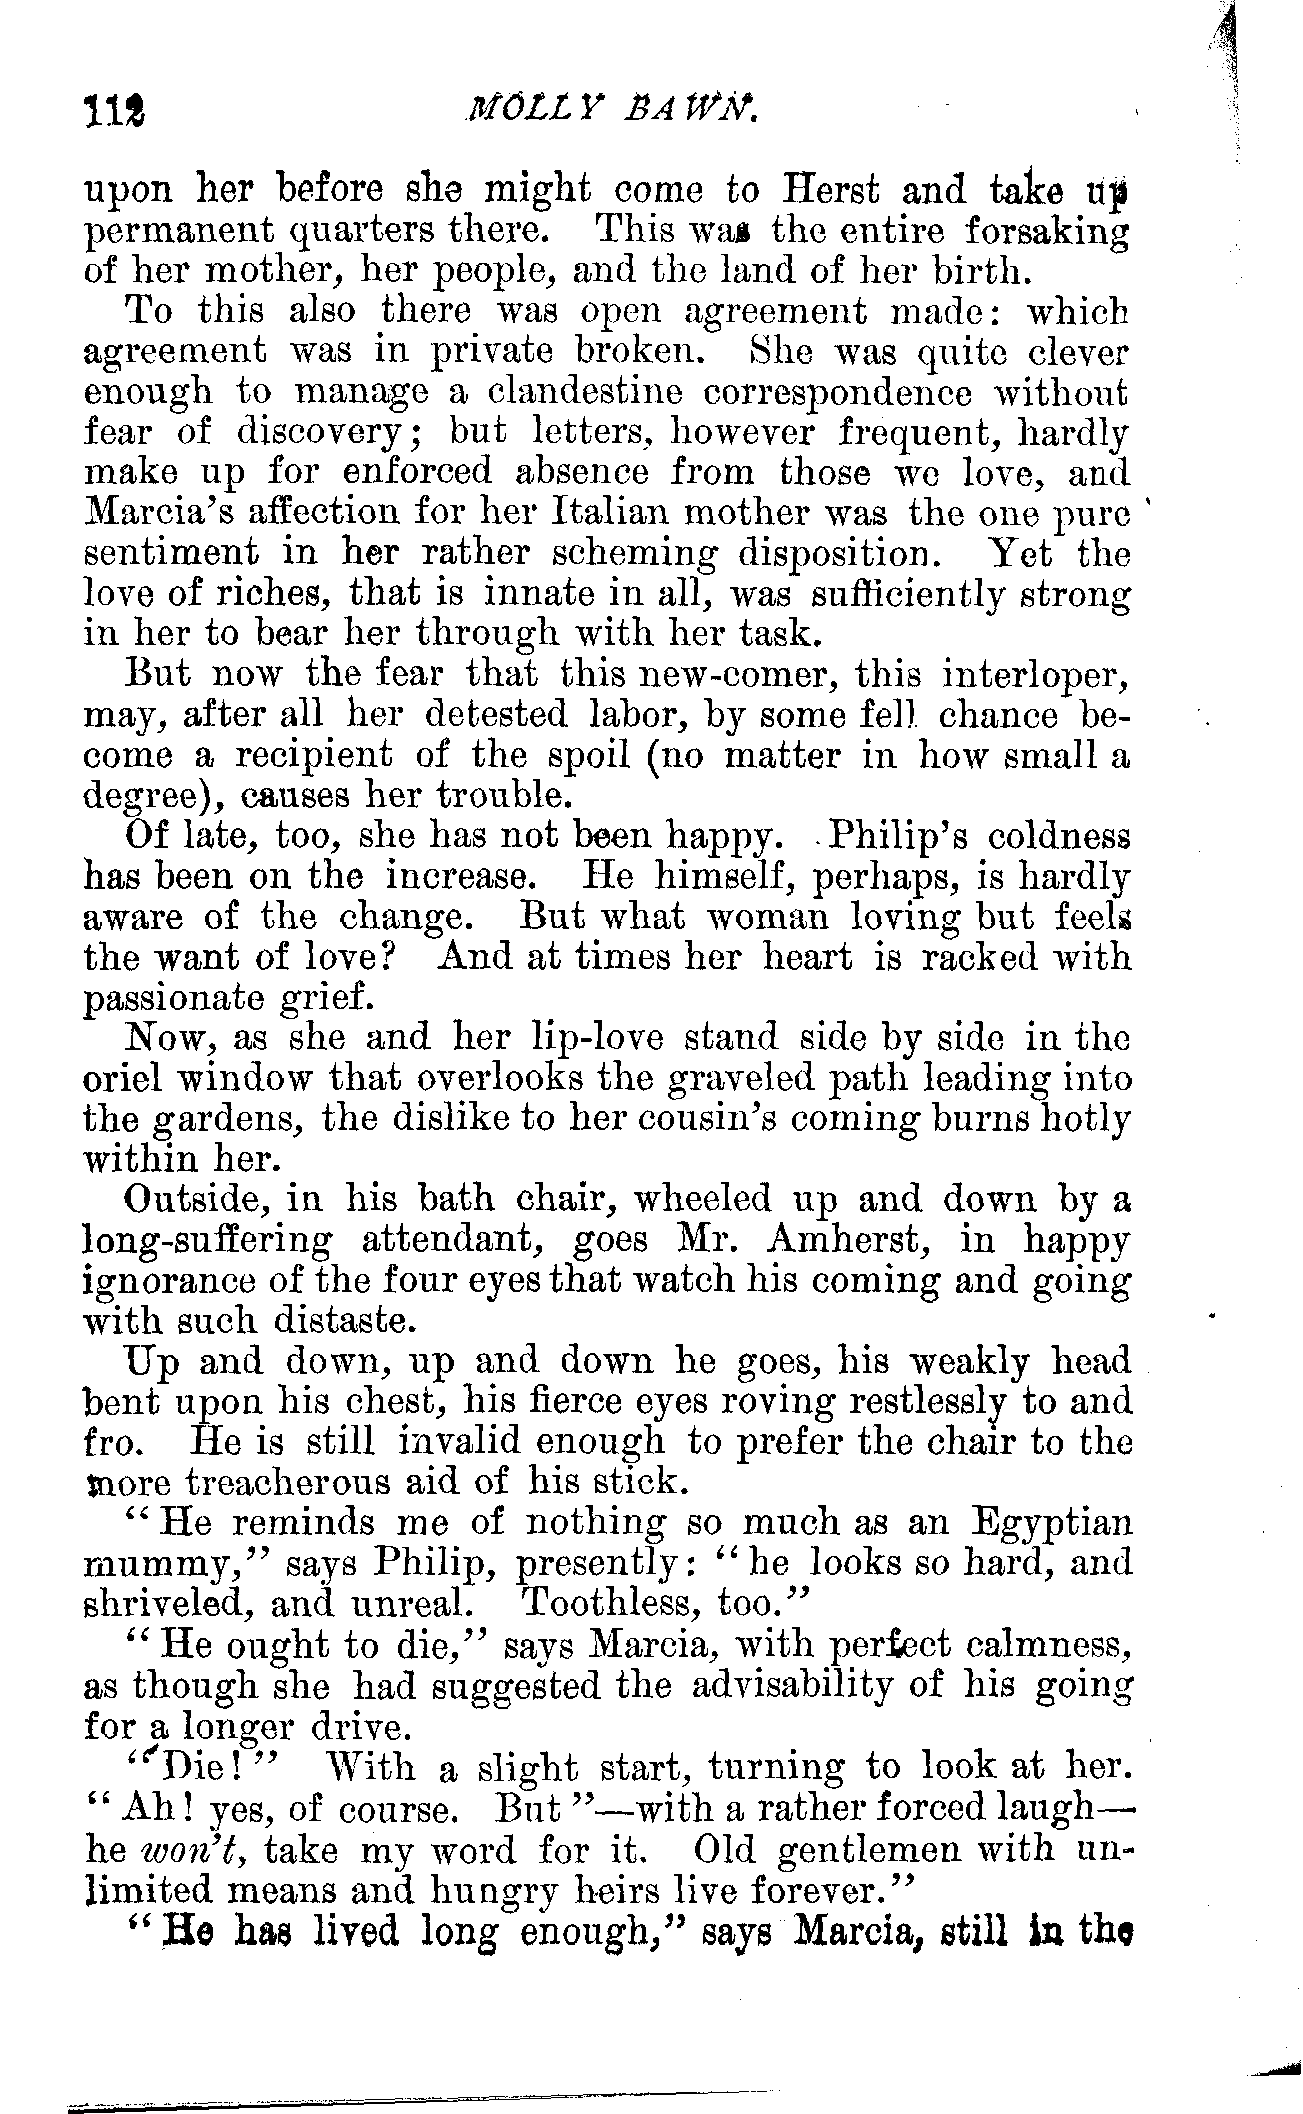 112 MOLLY BAWN.
upon her before she might come to Herst and take up
permanent quarters there. This was the entire forsaking
of her mother, her people, and the land of her birth.
To this also there was open agreement made: which
agreement was in private broken. She was quite clever
enough to manage a clandestine correspondence without
fear of discovery; but letters, however frequent, hardly
make up for enforced absence from those we love, and
Marcia's affection for her Italian mother was the one pure
sentiment in her rather scheming disposition. Yet the
love of riches, that is innate in all, was sufficiently strong
in her to bear her through with her task.
But now the fear that this new-comer, this interloper,
may, after all her detested labor, by some fell chance be-
come a recipient of the spoil (no matter in how small a
degree), causes her trouble.
Of late, too, she has not been happy. Philip's coldness
has been on the increase. He himself, perhaps, is hardly
aware of the change. But what woman loving but feels
the want of love? And at times her heart is racked with
passionate grief.
Now, as she and her lip-love stand side by side in the
oriel window that overlooks the graveled path leading into
the gardens, the dislike to her cousin's coming burns hotly
within her.
Outside, in his bath chair, wheeled up and down by a
long-suffering attendant, goes Mr. Amherst, in happy
ignorance of the four eyes that watch his coming and going
with such distaste.
Up and down, up and down he goes, his weakly head
bent upon his chest, his fierce eyes roving restlessly to and
fro. He is still invalid enough to prefer the chair to the
more treacherous aid of his stick.
"He reminds me of nothing so much as an Egyptian
mummy," says Philip, presently: "he looks so hard, and
shriveled, and unreal. Toothless, too."
"He ought to die," says Marcia, with perfect calmness,
as though she had suggested the advisability of his going
for a longer drive.
"Die!" With a slight start, turning to look at her.
"Ah! yes, of course. But"—with a rather forced laugh—
he won't, take my word for it. Old gentlemen with un-
limited means and hungry heirs live forever."
"He has lived long enough," says Marcia, still in the